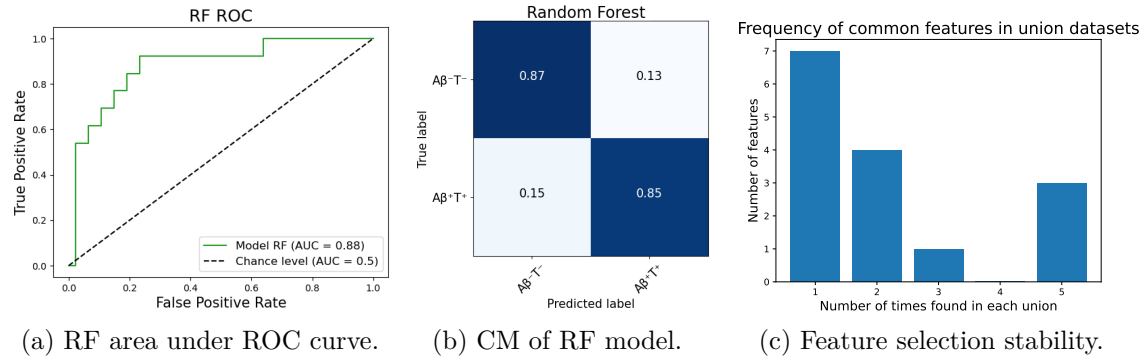 RF ROC
True Positive Rate
1.0
0.8
0.6
0.4
0.2
0.0
Model RF (AUC = 0.88)
Chance level (AUC = 0.5)
0.0 0.2 0.4 0.6 0.8 1.0
False Positive Rate
(a) RF area under ROC curve.
Random Forest
True label
Aβ⁻T⁻
0.87 0.13
Aβ⁺T⁺
0.15 0.85
Aβ⁻T⁻ Aβ⁺T⁺
Predicted label
(b) CM of RF model.
Frequency of common features in union datasets
Number of features
7
6
5
4
3
2
1
0
1 2 3 4 5
Number of times found in each union
(c) Feature selection stability.